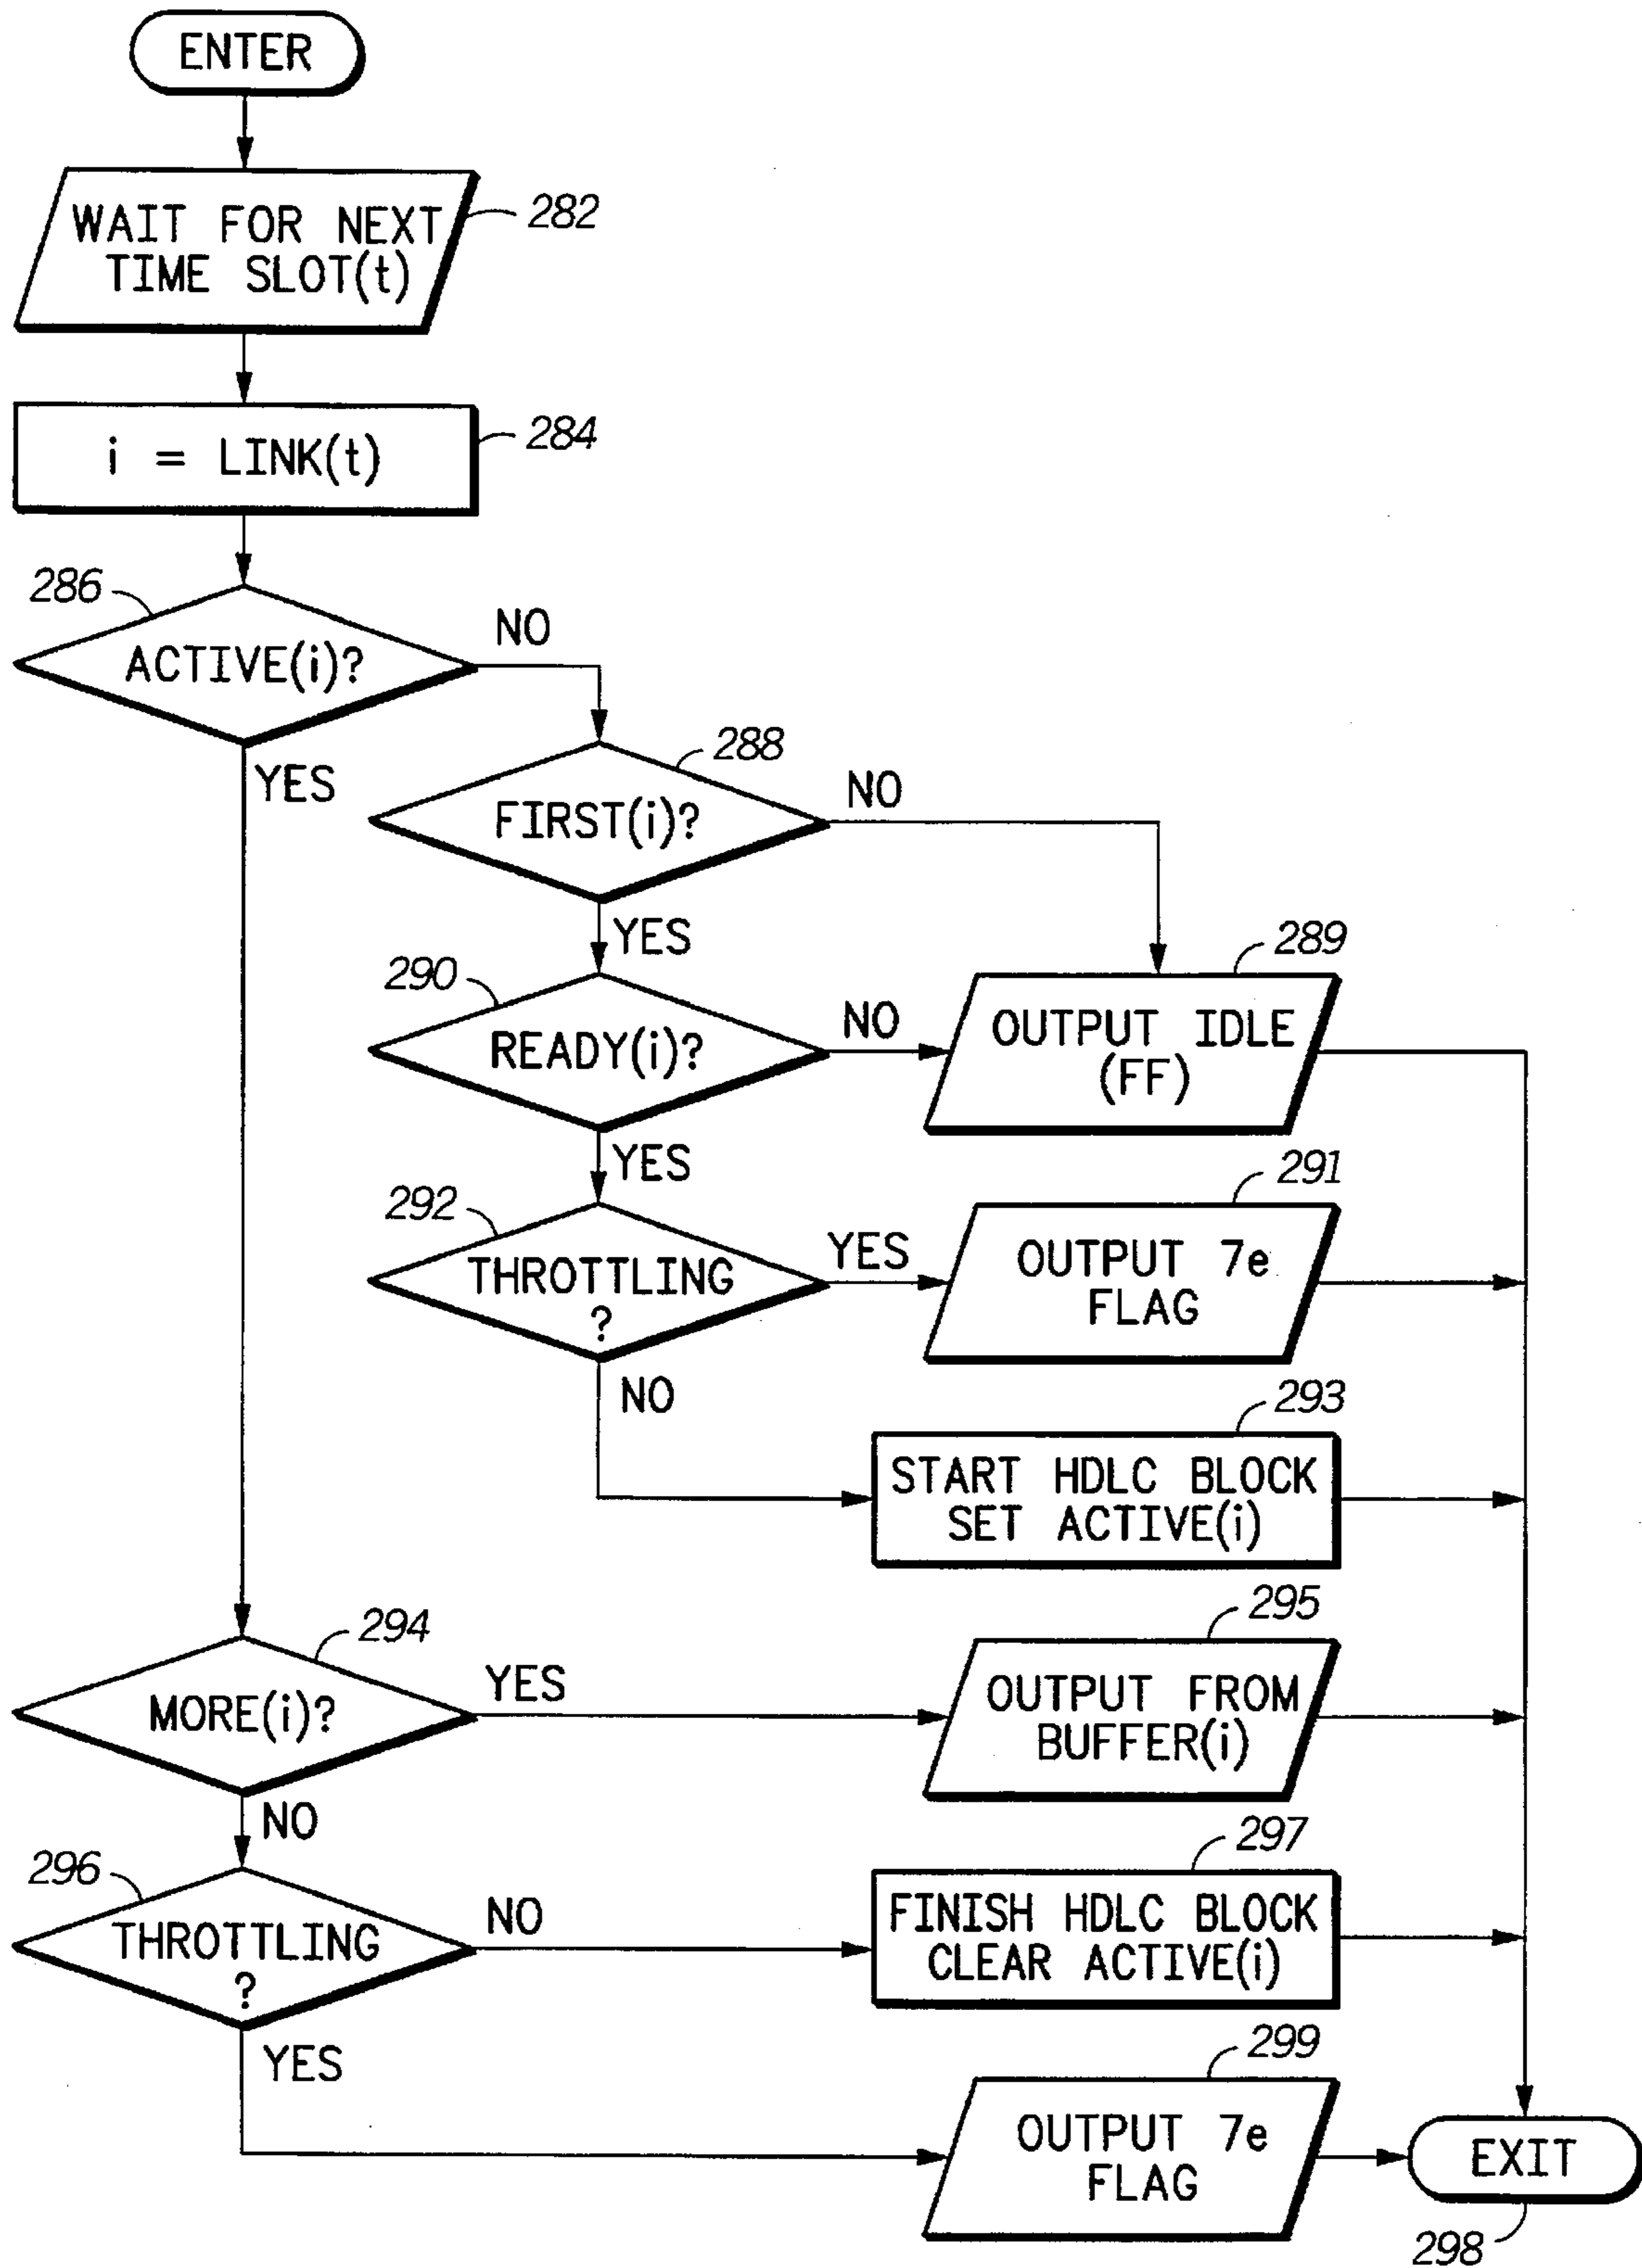 ENTER
WAIT FOR NEXT
TIME SLOT(t)
282
i = LINK(t)
284
286
ACTIVE(i)?
NO
YES
288
FIRST(i)?
NO
YES
289
OUTPUT IDLE
(FF)
290
READY(i)?
NO
YES
291
OUTPUT 7e
FLAG
292
THROTTLING
?
YES
NO
293
START HDLC BLOCK
SET ACTIVE(i)
294
MORE(i)?
YES
NO
295
OUTPUT FROM
BUFFER(i)
296
THROTTLING
?
NO
YES
297
FINISH HDLC BLOCK
CLEAR ACTIVE(i)
299
OUTPUT 7e
FLAG
EXIT
298